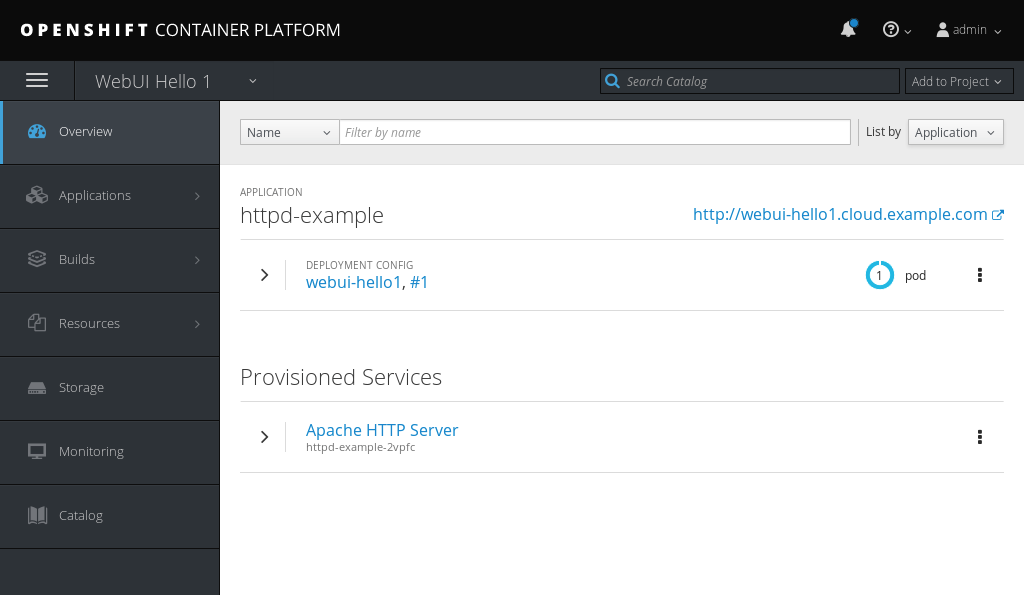 OPENSHIFT CONTAINER PLATFORM
admin
WebUI Hello 1
Search Catalog
Add to Project
Overview
Applications
Builds
Resources
Storage
Monitoring
Catalog
Name
Filter by name
List by
Application
APPLICATION
httpd-example
http://webui-hello1.cloud.example.com
DEPLOYMENT CONFIG
webui-hello1, #1
1 pod
Provisioned Services
Apache HTTP Server
httpd-example-2vpfc